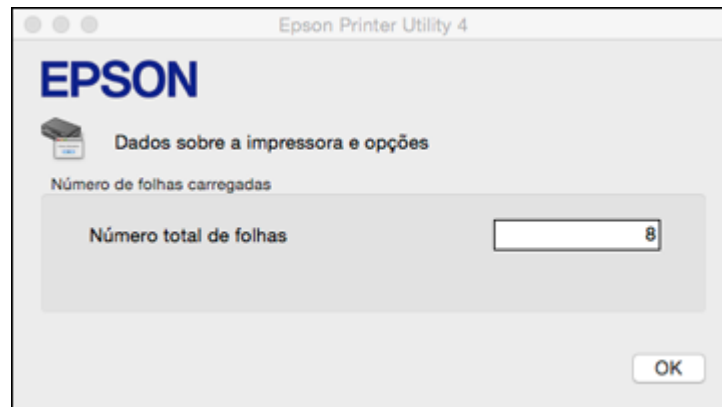 Epson Printer Utility 4
EPSON
Dados sobre a impressora e opções
Número de folhas carregadas
Número total de folhas 8
OK